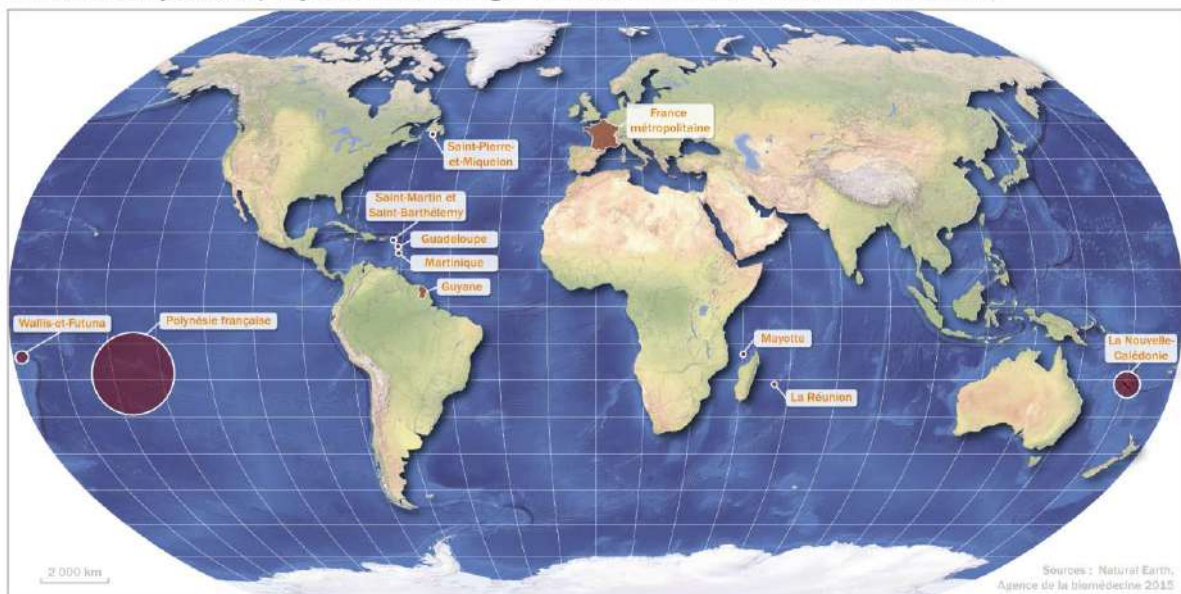 France
métropolitaine
Saint-Pierre-
et-Miquelon
Saint-Martin et
Saint-Barthélemy
Guadeloupe
Martinique
Guyane
Wallis-et-Futuna
Polynésie française
Mayotte
La Nouvelle-
Calédonie
La Réunion
2 000 km
Sources : Natural Earth,
Agence de la biomédecine 2015